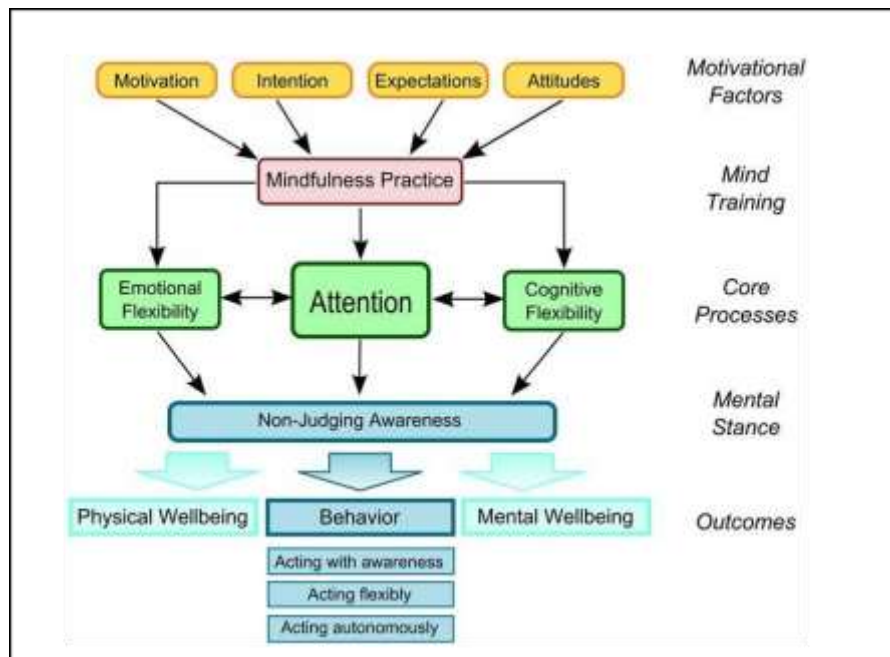 Motivation Intention Expectations Attitudes
Motivational
Factors
Mindfulness Practice
Mind
Training
Emotional
Flexibility
Attention
Cognitive
Flexibility
Core
Processes
Non-Judging Awareness
Mental
Stance
Physical Wellbeing Behavior Mental Wellbeing Outcomes
Acting with awareness
Acting flexibly
Acting autonomously